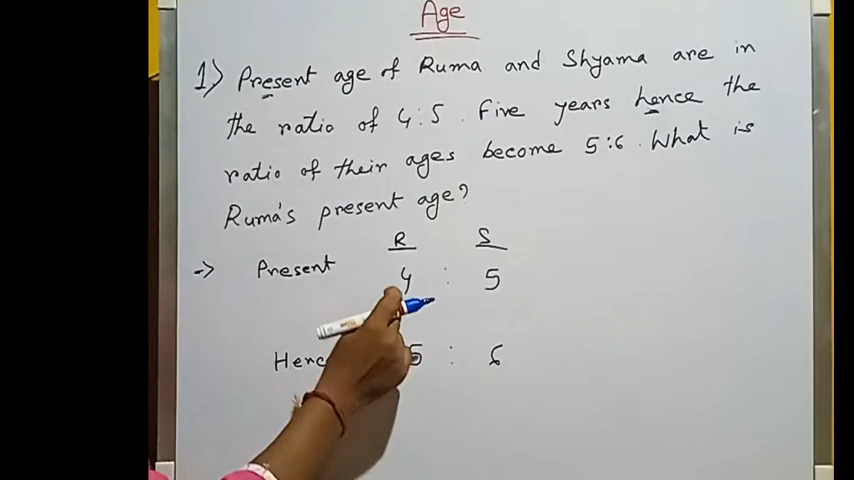 Age
1) Present age of Ruma and Shyama are in
the ratio of 4:5. Five years hence the
ratio of their ages become 5:6. What is
Ruma's present age?
R S
-> Present 4 : 5
5 : 6